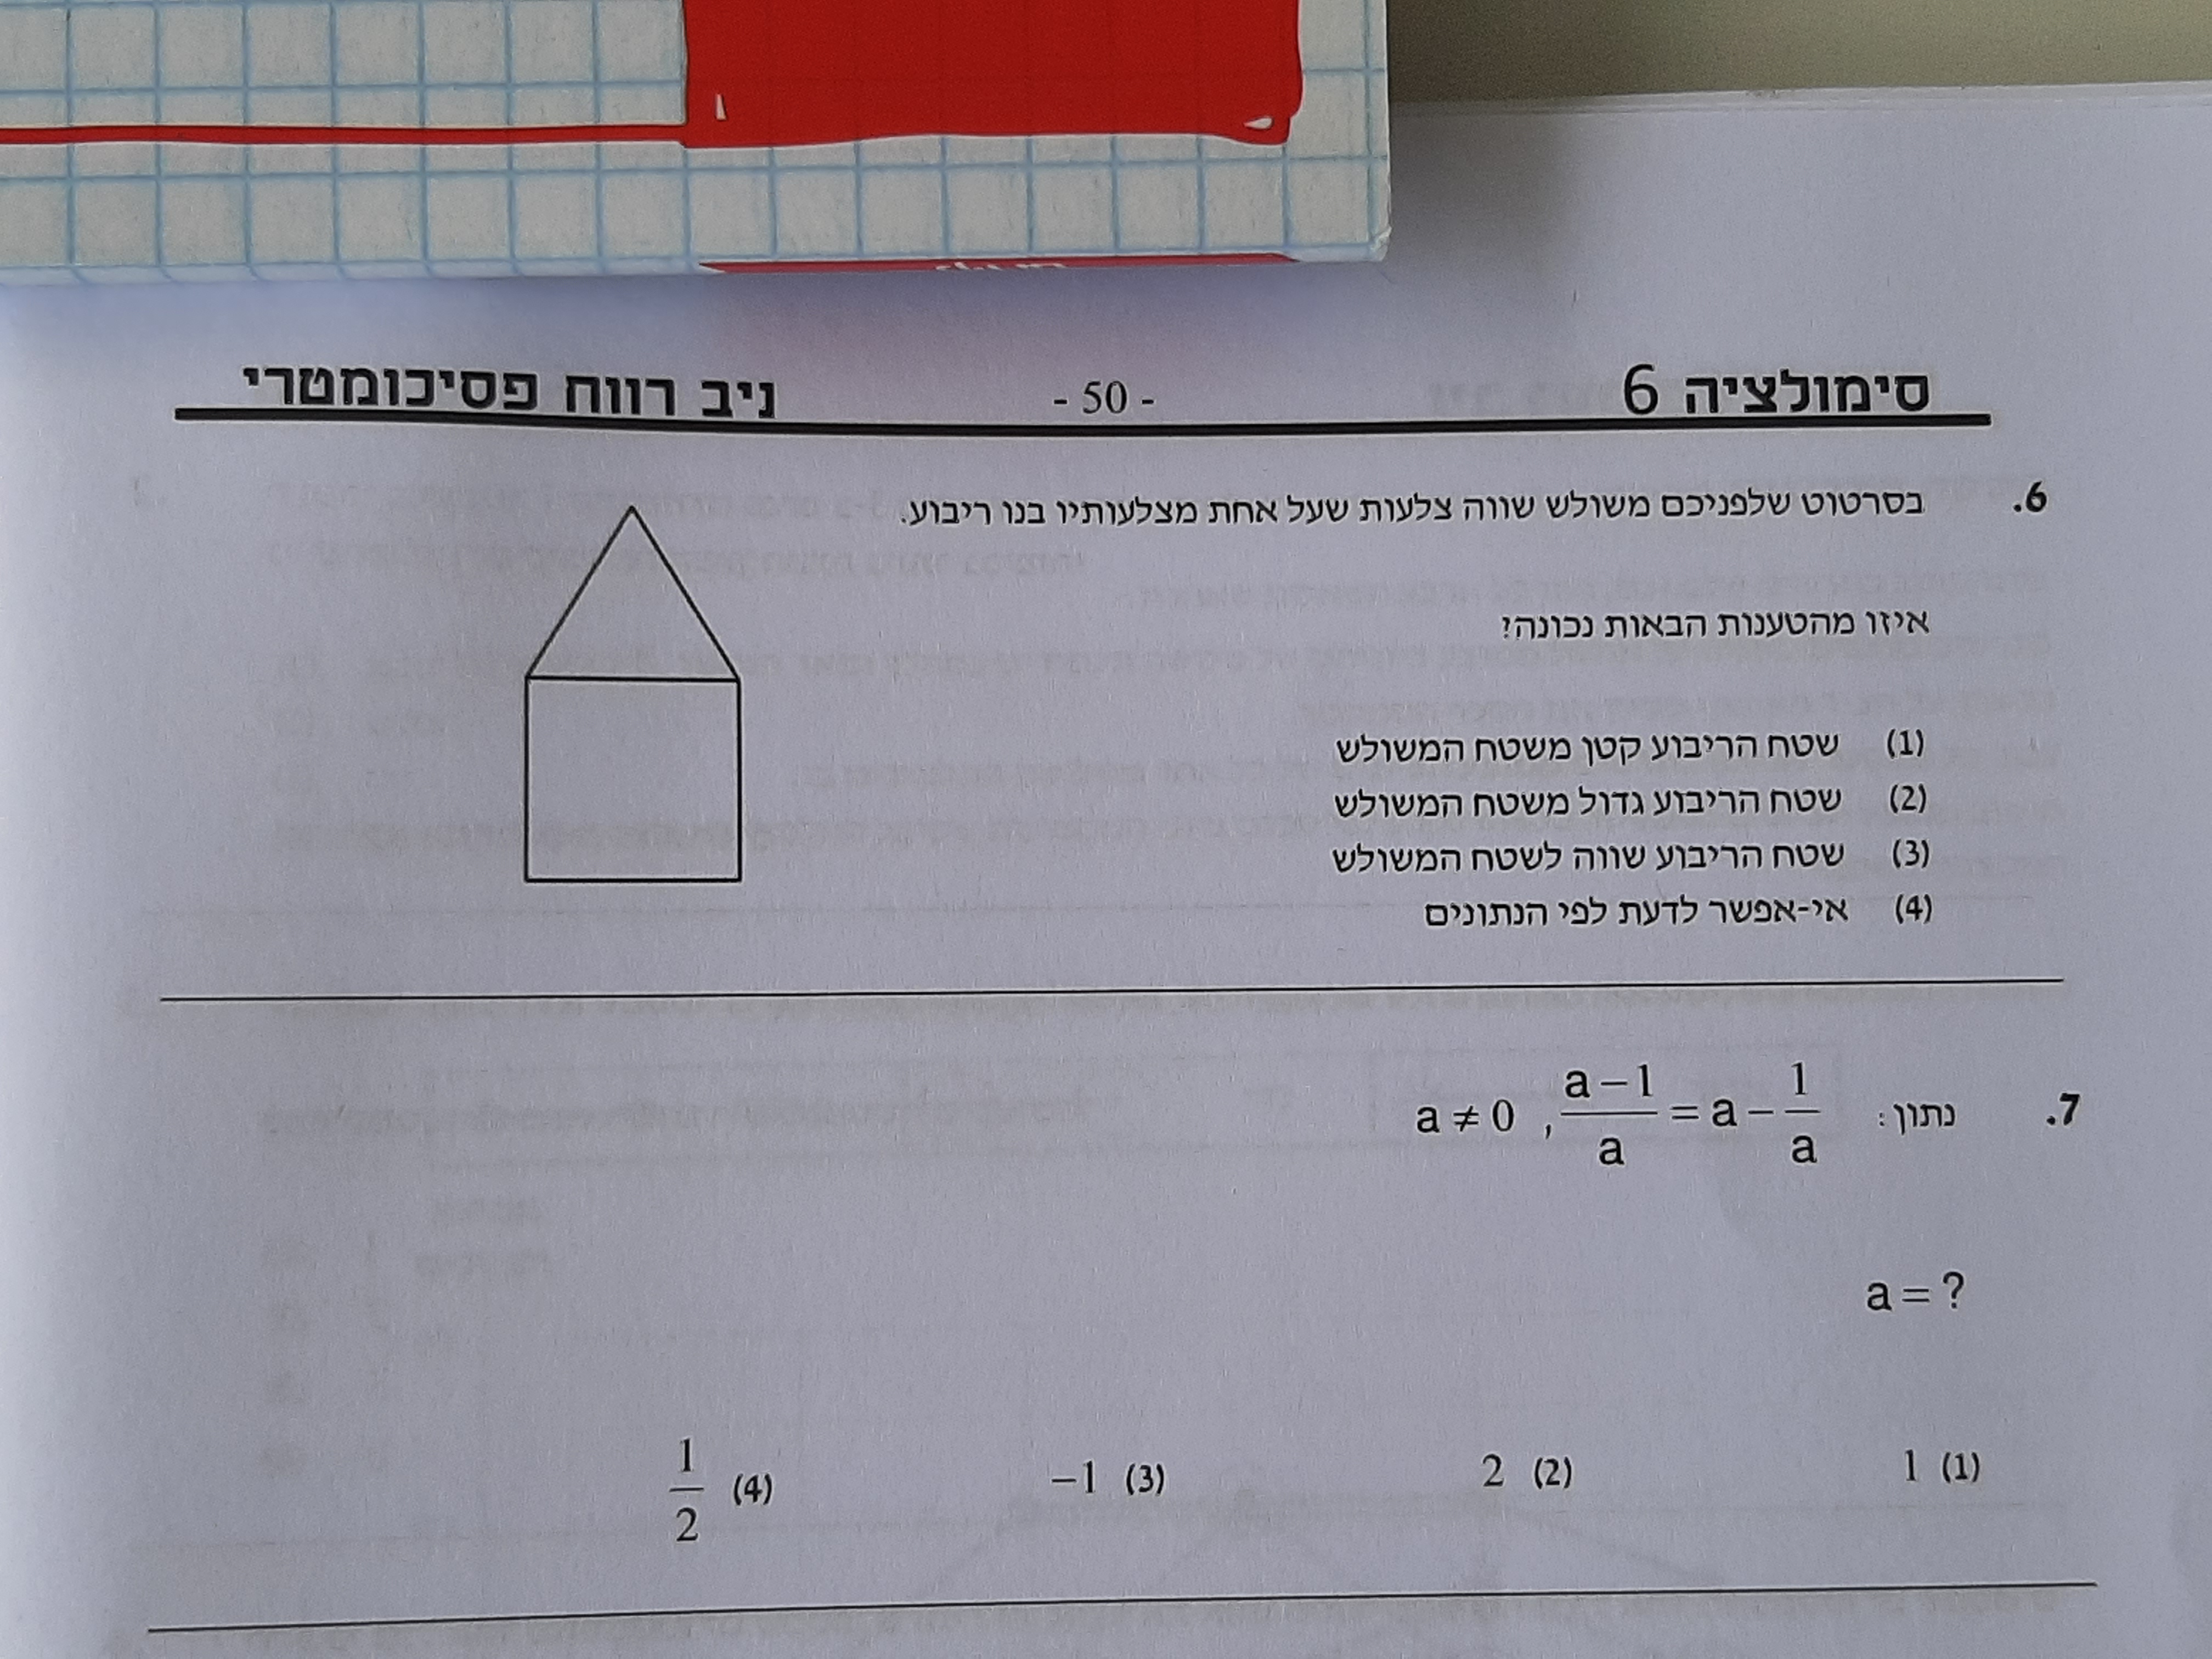 סימולציה 6 - 50 - ניב רווח פסיכומטרי
6. בסרטוט שלפניכם משולש שווה צלעות שעל אחת מצלעותיו בנו ריבוע.
איזו מהטענות הבאות נכונה?
(1) שטח הריבוע קטן משטח המשולש
(2) שטח הריבוע גדול משטח המשולש
(3) שטח הריבוע שווה לשטח המשולש
(4) אי-אפשר לדעת לפי הנתונים
7. נתון: a ≠ 0 , \frac{a-1}{a} = a - \frac{1}{a}
a = ?
(1) 1 (2) 2 (3) -1 (4) \frac{1}{2}